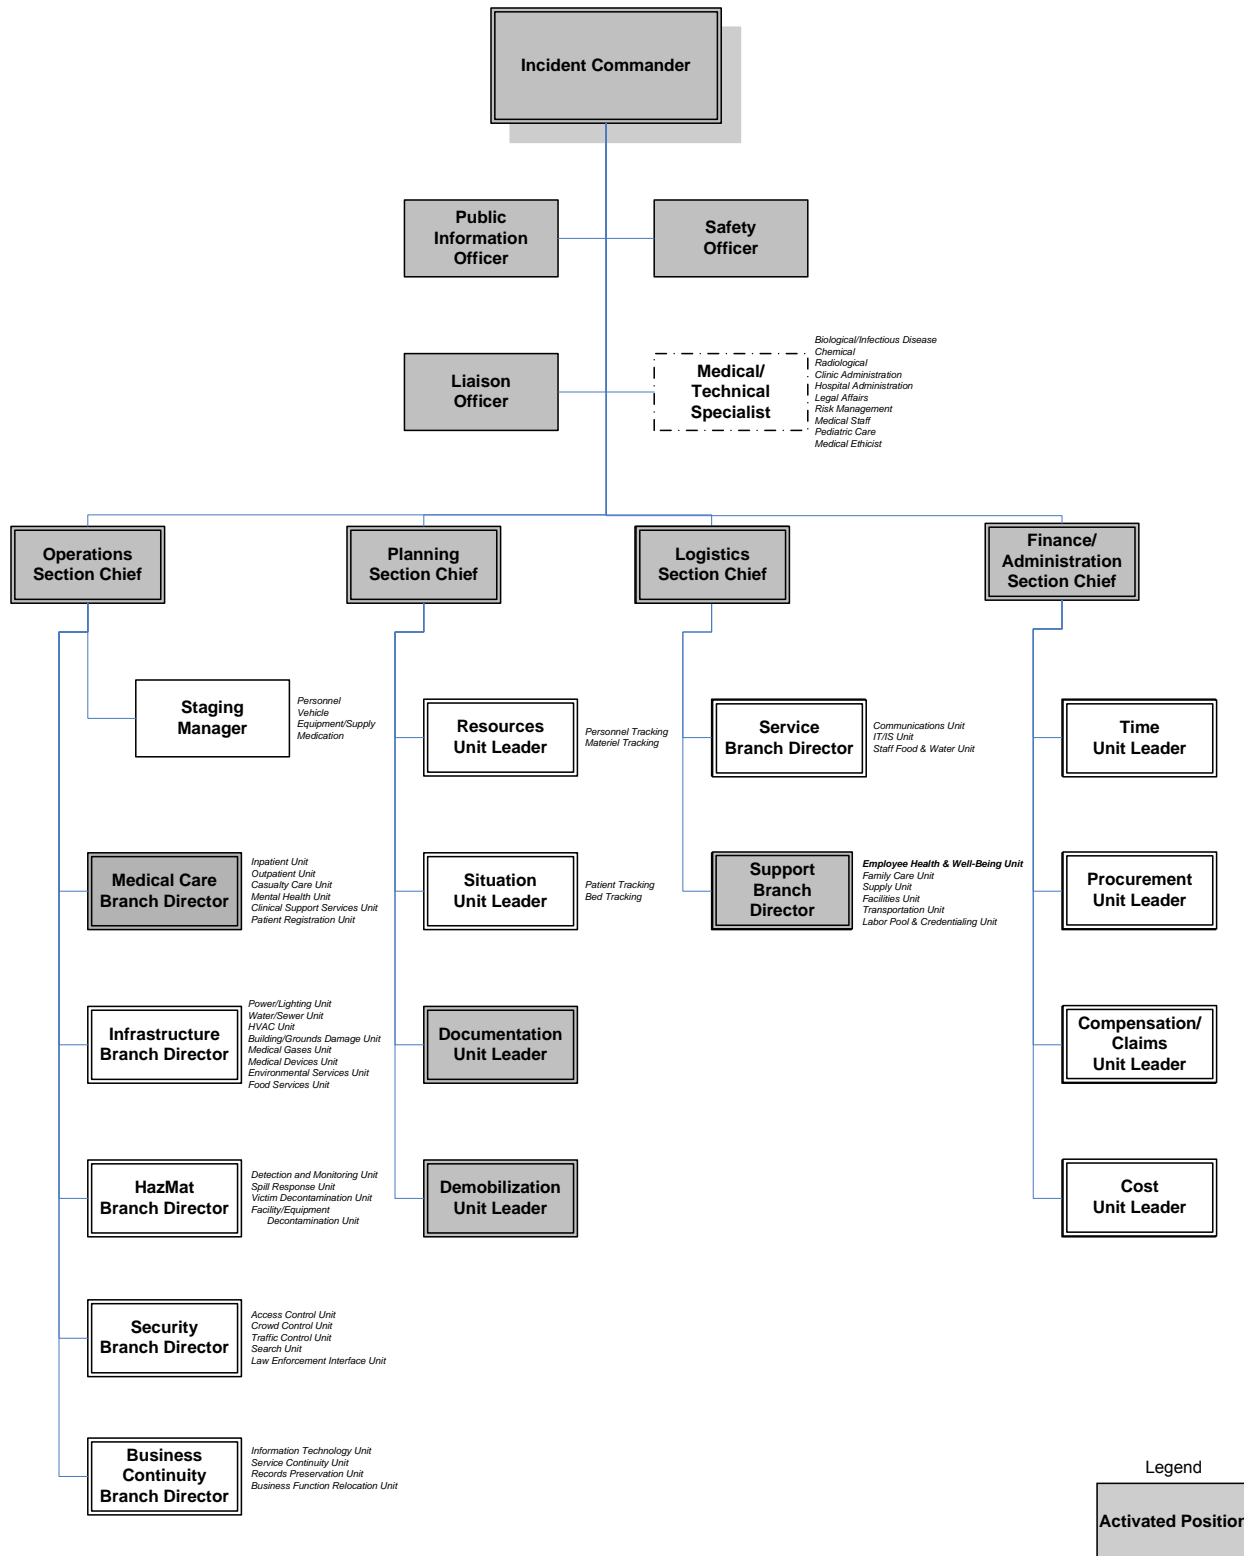 Incident Commander
Public
Information
Officer
Safety
Officer
Liaison
Officer
Medical/
Technical
Specialist
Biological/Infectious Disease
Chemical
Radiological
Clinic Administration
Hospital Administration
Legal Affairs
Risk Management
Medical Staff
Pediatric Care
Medical Ethicist
Operations
Section Chief
Planning
Section Chief
Logistics
Section Chief
Finance/
Administration
Section Chief
Staging
Manager
Personnel
Vehicle
Equipment/Supply
Medication
Resources
Unit Leader
Personnel Tracking
Materiel Tracking
Service
Branch Director
Communications Unit
IT/IS Unit
Staff Food & Water Unit
Time
Unit Leader
Medical Care
Branch Director
Inpatient Unit
Outpatient Unit
Casualty Care Unit
Mental Health Unit
Clinical Support Services Unit
Patient Registration Unit
Situation
Unit Leader
Patient Tracking
Bed Tracking
Support
Branch
Director
Employee Health & Well-Being Unit
Family Care Unit
Supply Unit
Facilities Unit
Transportation Unit
Labor Pool & Credentialing Unit
Procurement
Unit Leader
Infrastructure
Branch Director
Power/Lighting Unit
Water/Sewer Unit
HVAC Unit
Building/Grounds Damage Unit
Medical Gases Unit
Medical Devices Unit
Environmental Services Unit
Food Services Unit
Documentation
Unit Leader
Compensation/
Claims
Unit Leader
HazMat
Branch Director
Detection and Monitoring Unit
Spill Response Unit
Victim Decontamination Unit
Facility/Equipment
Decontamination Unit
Demobilization
Unit Leader
Cost
Unit Leader
Security
Branch Director
Access Control Unit
Crowd Control Unit
Traffic Control Unit
Search Unit
Law Enforcement Interface Unit
Business
Continuity
Branch Director
Information Technology Unit
Service Continuity Unit
Records Preservation Unit
Business Function Relocation Unit
Legend
Activated Position